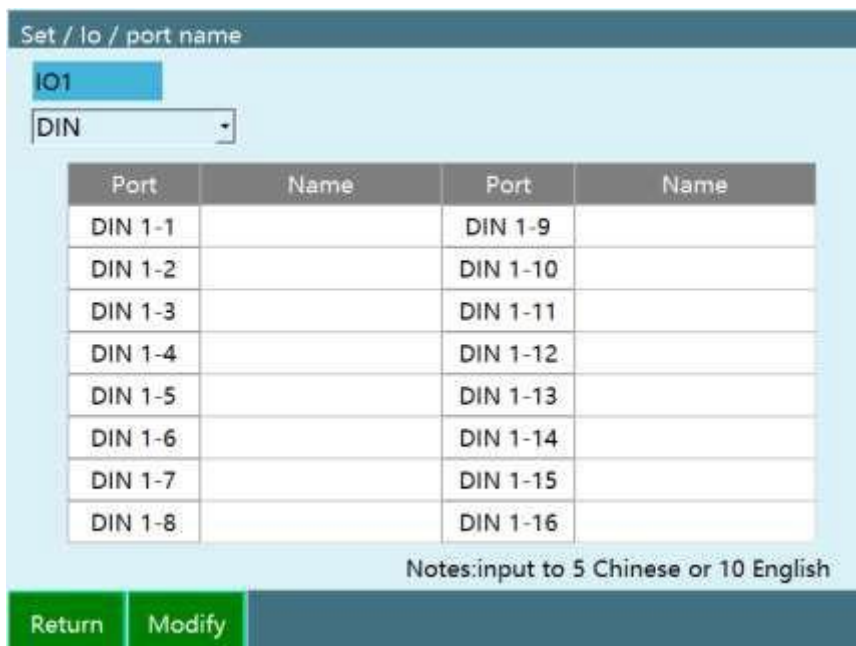 Set / Io / port name
IO1
DIN
Port Name Port Name
DIN 1-1 DIN 1-9
DIN 1-2 DIN 1-10
DIN 1-3 DIN 1-11
DIN 1-4 DIN 1-12
DIN 1-5 DIN 1-13
DIN 1-6 DIN 1-14
DIN 1-7 DIN 1-15
DIN 1-8 DIN 1-16
Notes:input to 5 Chinese or 10 English
Return Modify